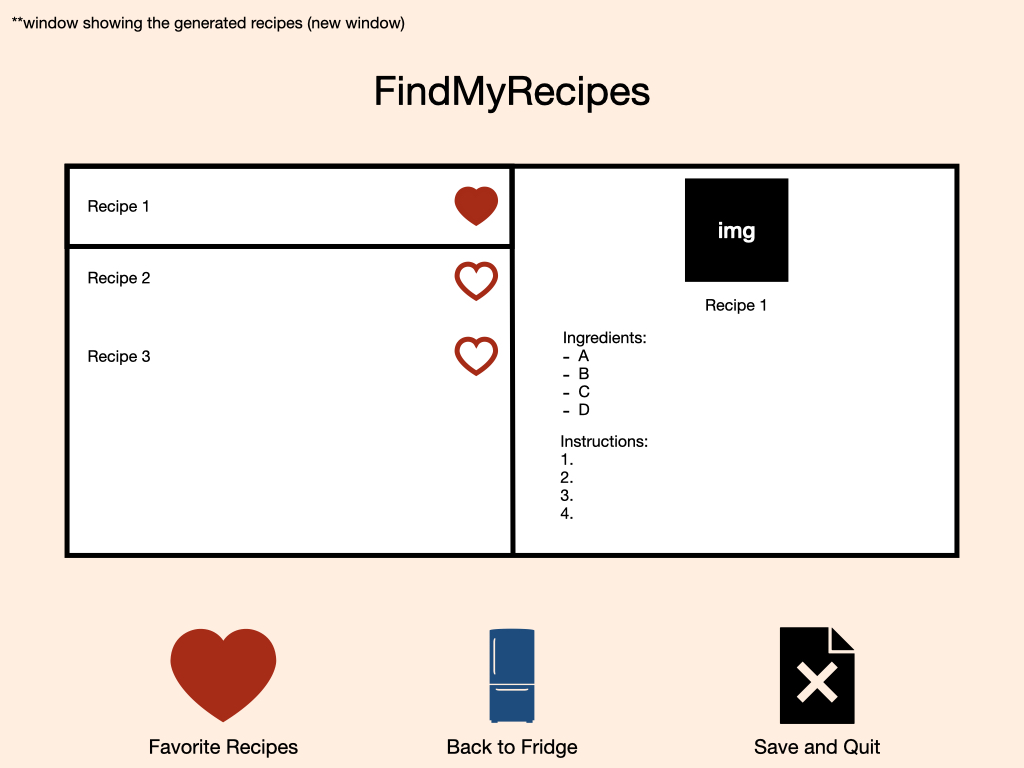 **window showing the generated recipes (new window)
FindMyRecipes
Recipe 1
Recipe 2
Recipe 3
img
Recipe 1
Ingredients:
- A
- B
- C
- D
Instructions:
1.
2.
3.
4.
Favorite Recipes
Back to Fridge
Save and Quit